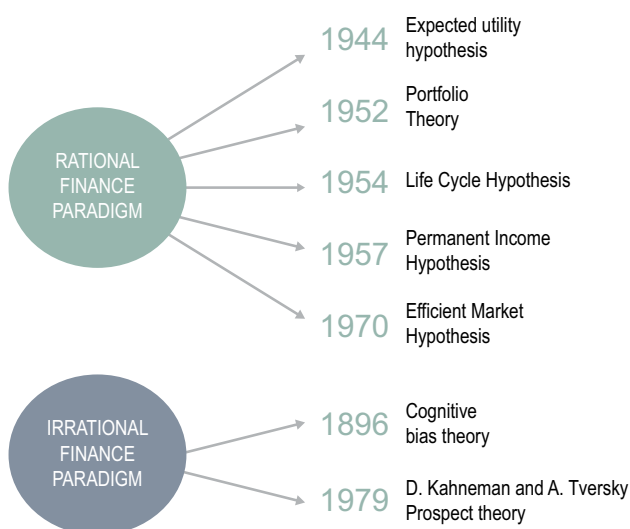 RATIONAL
FINANCE
PARADIGM
1944
Expected utility
hypothesis
1952
Portfolio
Theory
1954
Life Cycle Hypothesis
1957
Permanent Income
Hypothesis
1970
Efficient Market
Hypothesis
IRRATIONAL
FINANCE
PARADIGM
1896
Cognitive
bias theory
1979
D. Kahneman and A. Tversky
Prospect theory